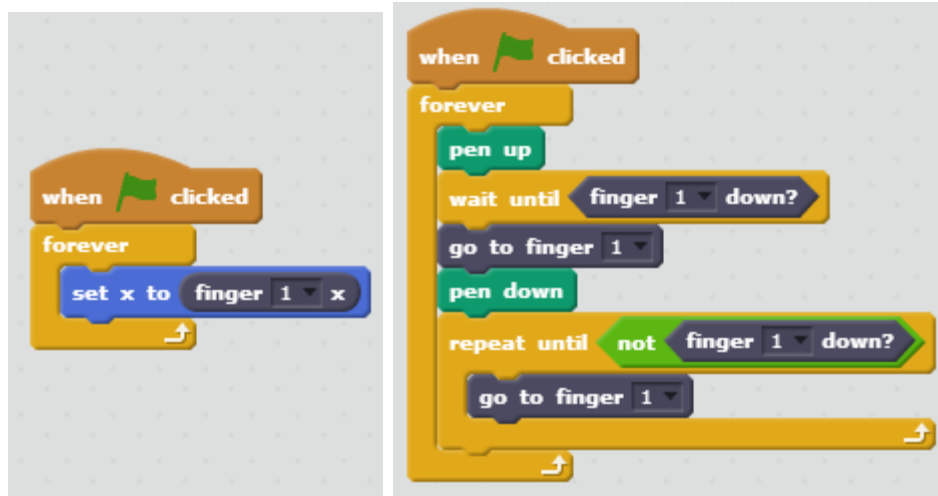 when clicked
forever
set x to finger 1 x
when clicked
forever
pen up
wait until finger 1 down?
go to finger 1
pen down
repeat until not finger 1 down?
go to finger 1